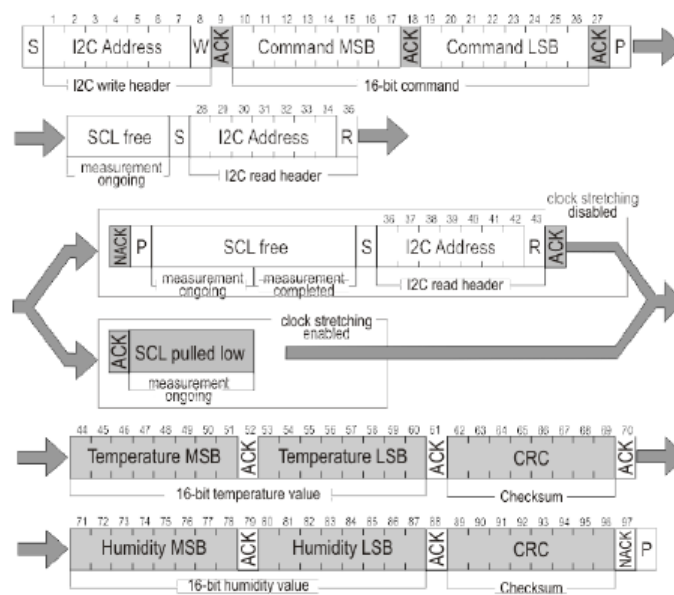 1 2 3 4 5 6 7 8 9 10 11 12 13 14 15 16 17 18 19 20 21 22 23 24 25 26 27
S I2C Address W ACK Command MSB ACK Command LSB ACK P
I2C write header 16-bit command
28 29 30 31 32 33 34 35
SCL free S I2C Address R
measurement ongoing I2C read header
clock stretching disabled
36 37 38 39 40 41 42 43
NACK P SCL free S I2C Address R ACK
measurement ongoing measurement completed I2C read header
clock stretching enabled
ACK SCL pulled low
measurement ongoing
44 45 46 47 48 49 50 51 52 53 54 55 56 57 58 59 60 61 62 63 64 65 66 67 68 69 70
Temperature MSB ACK Temperature LSB ACK CRC ACK
16-bit temperature value Checksum
71 72 73 74 75 76 77 78 79 80 81 82 83 84 85 86 87 88 89 90 91 92 93 94 95 96 97
Humidity MSB ACK Humidity LSB ACK CRC NACK P
16-bit humidity value Checksum